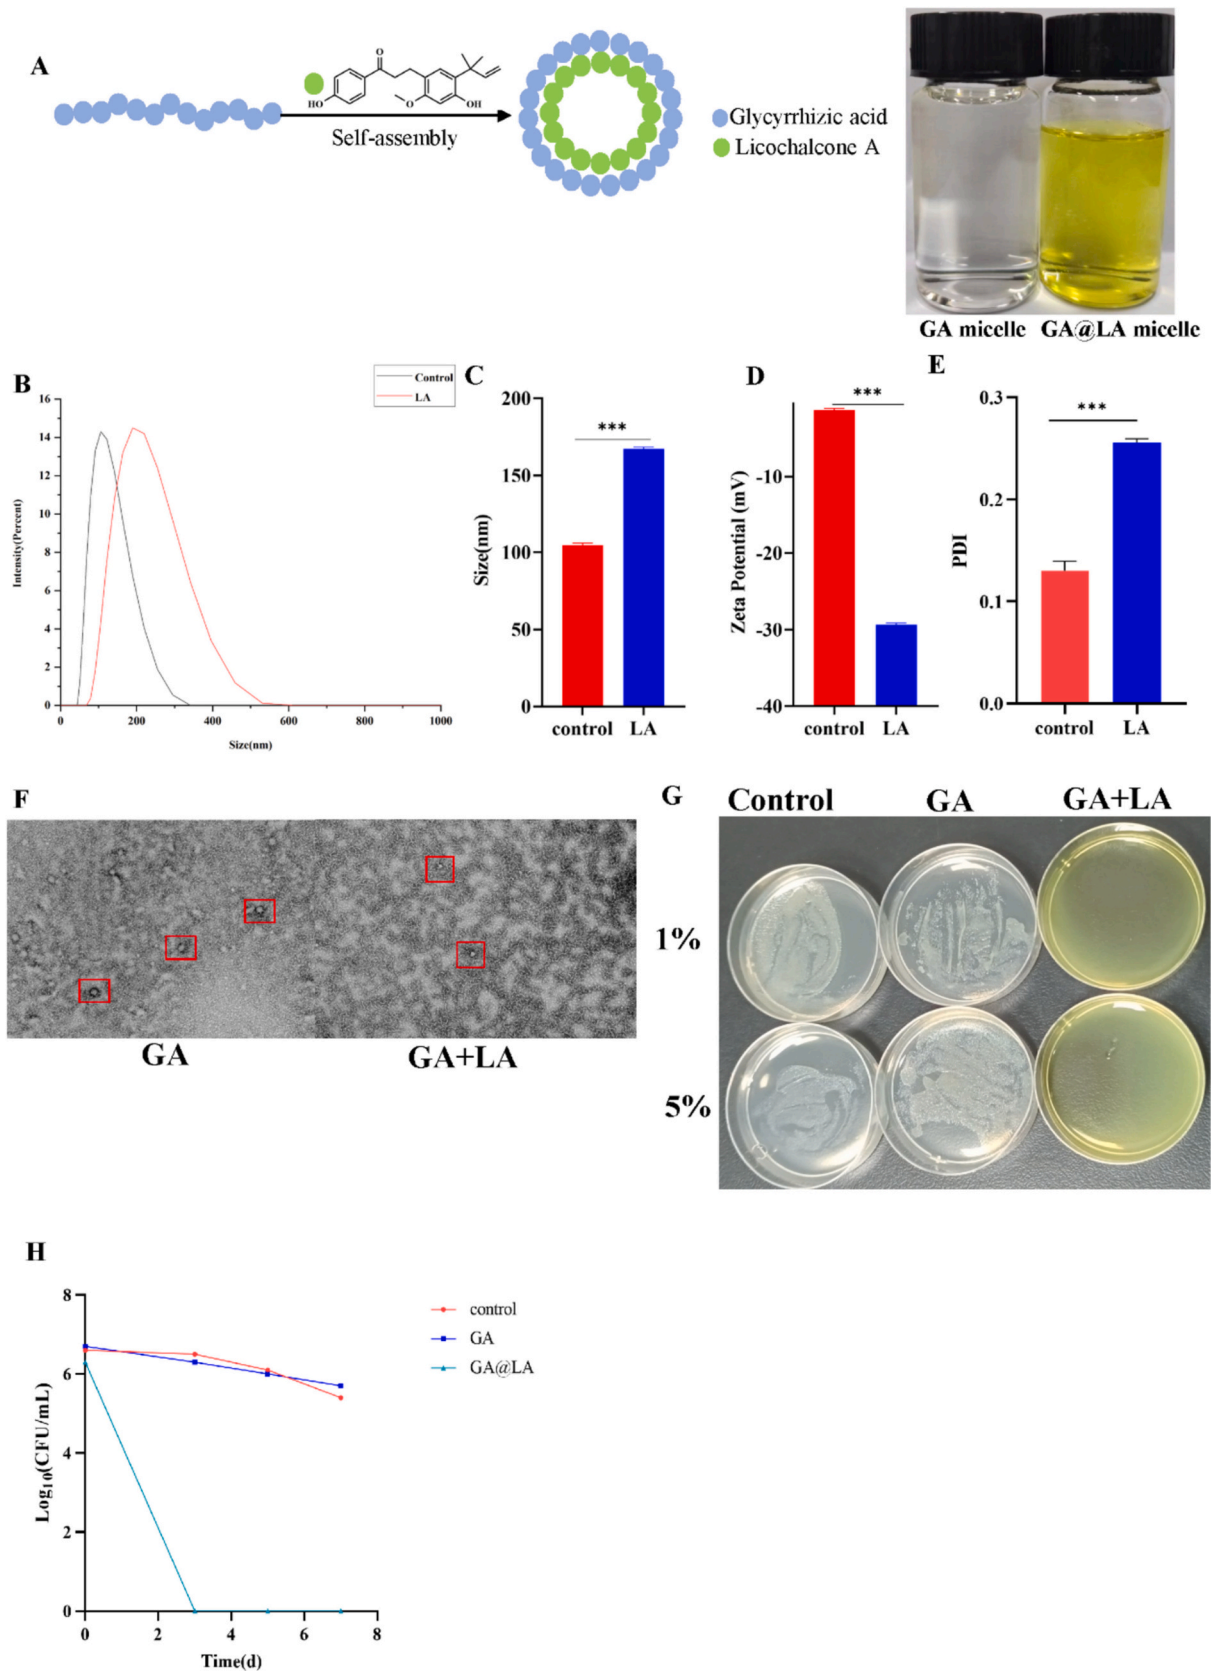 A
O
HO
O
OH
Self-assembly
Glycyrrhizic acid
Licochalcone A
GA micelle GA@LA micelle
B
Control
LA
16
14
12
10
8
6
4
2
0
Intensity(Percent)
0 200 400 600 800 1000
Size(nm)
C
200
150
100
50
0
Size(nm)
***
control LA
D
***
-10
-20
-30
-40
Zeta Potential (mV)
control LA
E
0.3
0.2
0.1
0.0
PDI
***
control LA
F
GA GA+LA
G
Control GA GA+LA
1%
5%
H
8
6
4
2
0
Log10(CFU/mL)
0 2 4 6 8
Time(d)
control
GA
GA@LA